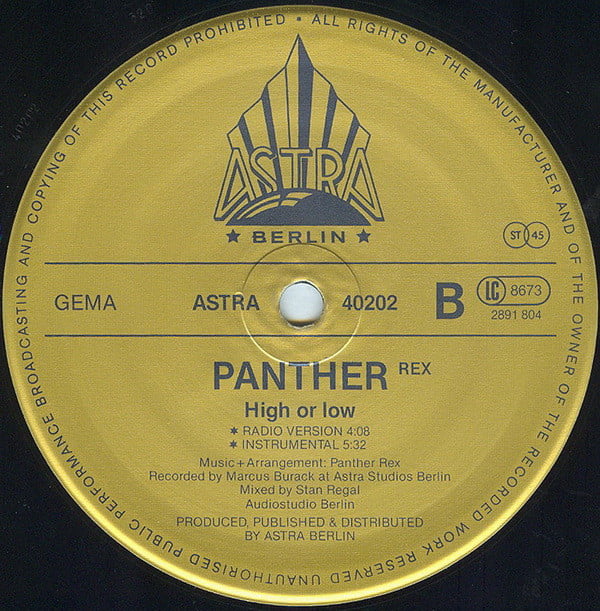 ALL RIGHTS OF THE MANUFACTURER AND OF THE OWNER OF THE RECORDED WORK RESERVED UNAUTHORISED PUBLIC PERFORMANCE BROADCASTING AND COPYING OF THIS RECORD PROHIBITED •
ASTRA
★ BERLIN ★
ST 45
GEMA ASTRA 40202 B LC 8673
2891 804
PANTHER REX
High or low
★ RADIO VERSION 4:08
★ INSTRUMENTAL 5:32
Music + Arrangement: Panther Rex
Recorded by Marcus Burack at Astra Studios Berlin
Mixed by Stan Regal
Audiostudio Berlin
PRODUCED, PUBLISHED & DISTRIBUTED
BY ASTRA BERLIN